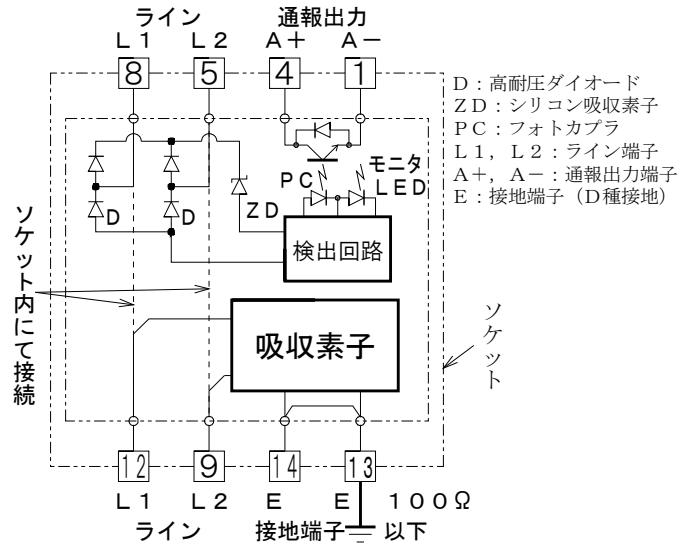 ライン 通報出力
L1 L2 A+ A−
8 5 4 1
D：高耐圧ダイオード
ZD：シリコン吸収素子
PC：フォトカプラ
L1，L2：ライン端子
A+，A−：通報出力端子
E：接地端子（D種接地）
モニタ
PC LED
D D ZD
検出回路
ソケット内にて接続
吸収素子
ソケット
12 9 14 13
L1 L2 E E 100Ω
ライン 接地端子 以下